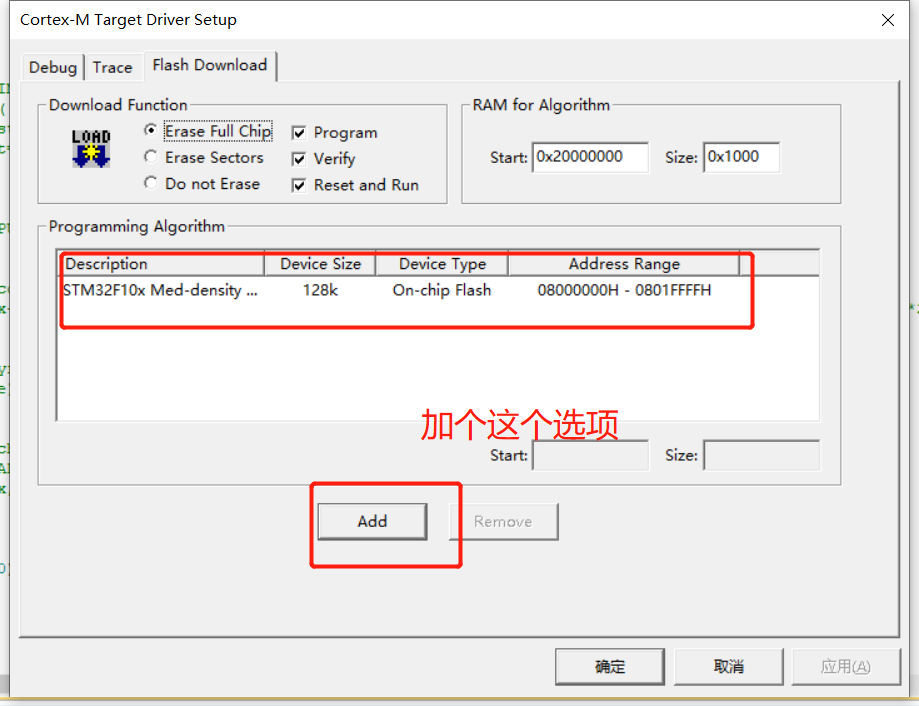 Cortex-M Target Driver Setup
Debug Trace Flash Download
Download Function
LOAD
Erase Full Chip
Erase Sectors
Do not Erase
Program
Verify
Reset and Run
RAM for Algorithm
Start: 0x20000000 Size: 0x1000
Programming Algorithm
Description Device Size Device Type Address Range
STM32F10x Med-density ... 128k On-chip Flash 08000000H - 0801FFFFH
加个这个选项
Start: Size:
Add Remove
确定 取消 应用(A)